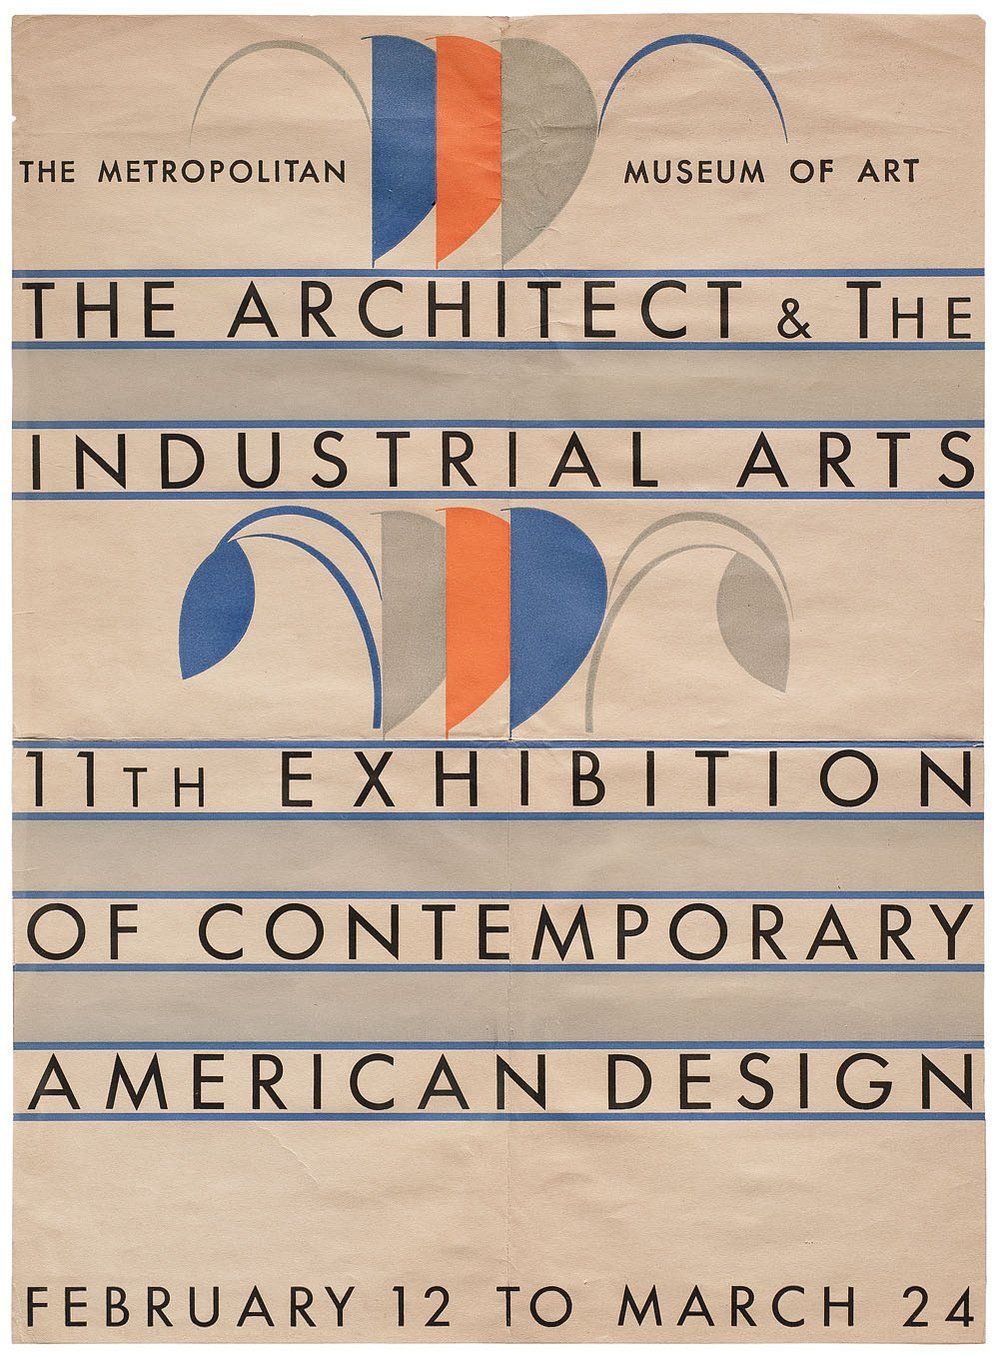 THE METROPOLITAN MUSEUM OF ART
THE ARCHITECT & THE
INDUSTRIAL ARTS
11TH EXHIBITION
OF CONTEMPORARY
AMERICAN DESIGN
FEBRUARY 12 TO MARCH 24